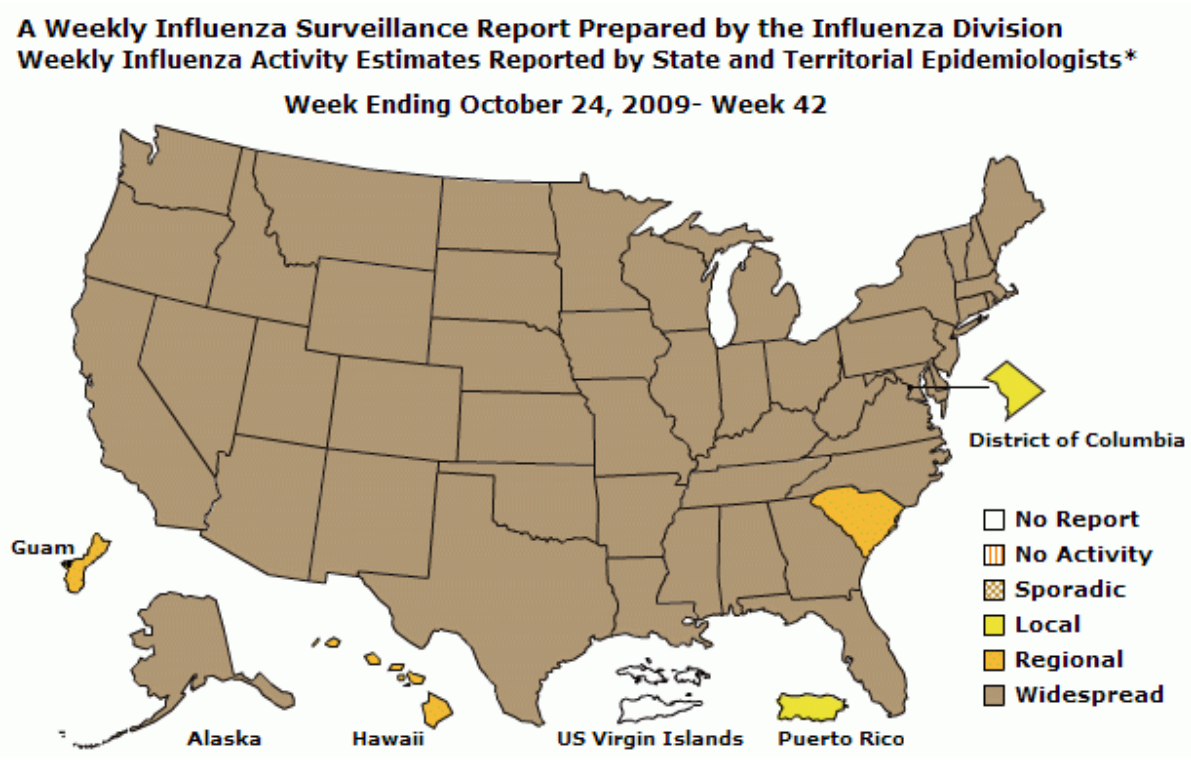 A Weekly Influenza Surveillance Report Prepared by the Influenza Division
Weekly Influenza Activity Estimates Reported by State and Territorial Epidemiologists*
Week Ending October 24, 2009- Week 42
District of Columbia
No Report
Guam
No Activity
Sporadic
Local
Regional
Widespread
Alaska
Hawaii
US Virgin Islands
Puerto Rico